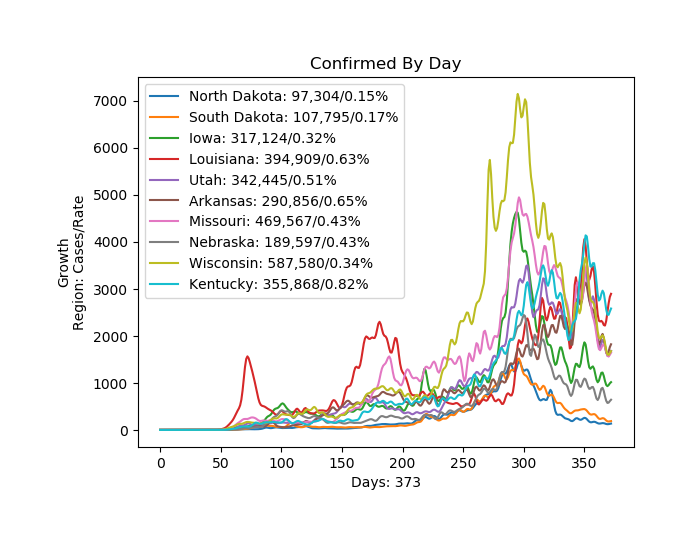 Confirmed By Day
Growth
Region: Cases/Rate
7000
6000
5000
4000
3000
2000
1000
0
North Dakota: 97,304/0.15%
South Dakota: 107,795/0.17%
Iowa: 317,124/0.32%
Louisiana: 394,909/0.63%
Utah: 342,445/0.51%
Arkansas: 290,856/0.65%
Missouri: 469,567/0.43%
Nebraska: 189,597/0.43%
Wisconsin: 587,580/0.34%
Kentucky: 355,868/0.82%
0 50 100 150 200 250 300 350
Days: 373